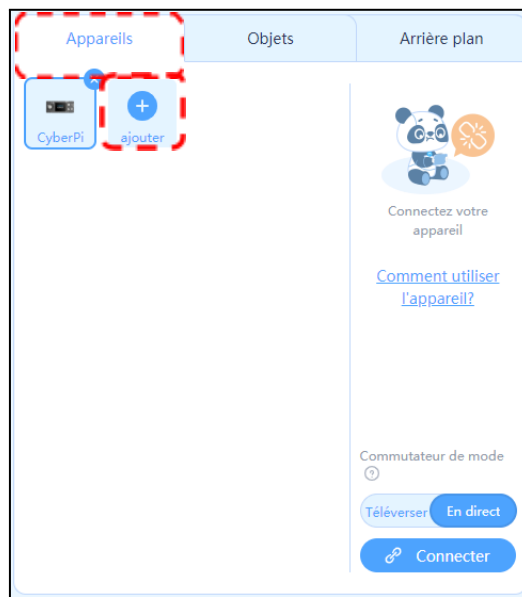 Appareils
Objets
Arrière plan
CyberPi
ajouter
Connectez votre
appareil
Comment utiliser
l'appareil?
Commutateur de mode
?
Téléverser
En direct
Connecter